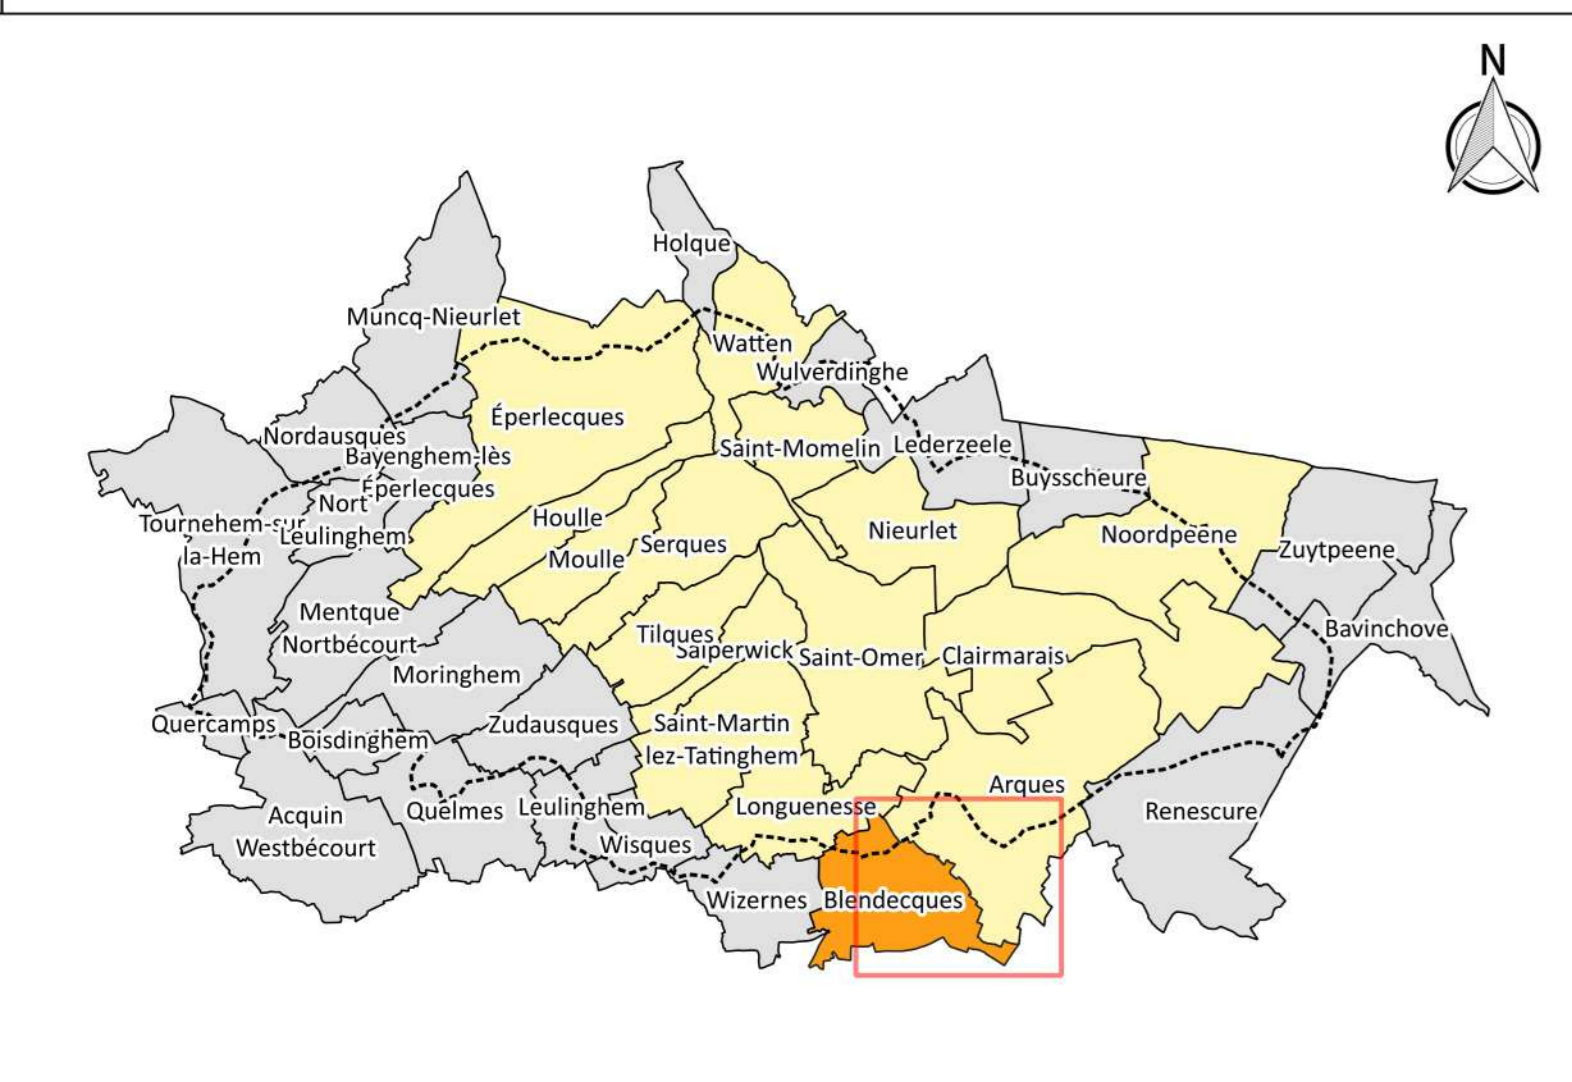 N
Holque
Muncq-Nieurlet
Watten
Wulverdinghe
Éperlecques
Nordausques
Bayenghem-lès
Éperlecques
Saint-Momelin
Lederzeele
Buysscheure
Nort
Leulinghem
Tournehem-sur
la-Hem
Houlle
Moulle
Serques
Nieurlet
Noordpeene
Zuytpeene
Mentque
Nortbécourt
Bavinchove
Tilques
Salperwick
Saint-Omer
Clairmarais
Moringhem
Quercamps
Boisdinghem
Zudausques
Saint-Martin
lez-Tatinghem
Arques
Acquin
Westbécourt
Quelmes
Leulinghem
Longuenesse
Renescure
Wisques
Wizernes
Blendecques